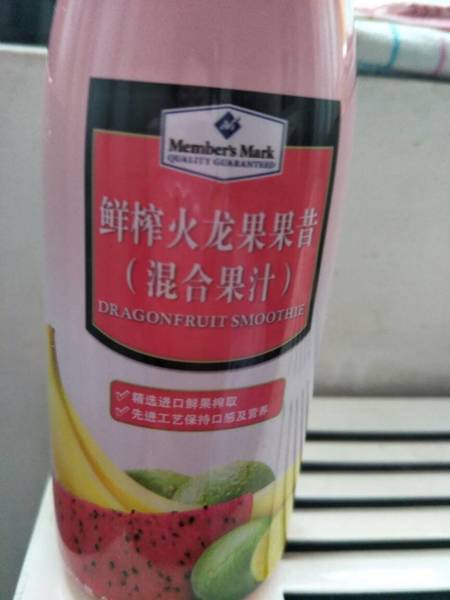 Member's Mark
QUALITY GUARANTEED
鲜榨火龙果果昔
（混合果汁）
DRAGONFRUIT SMOOTHIE
精选进口鲜果榨取
先进工艺保持口感及营养